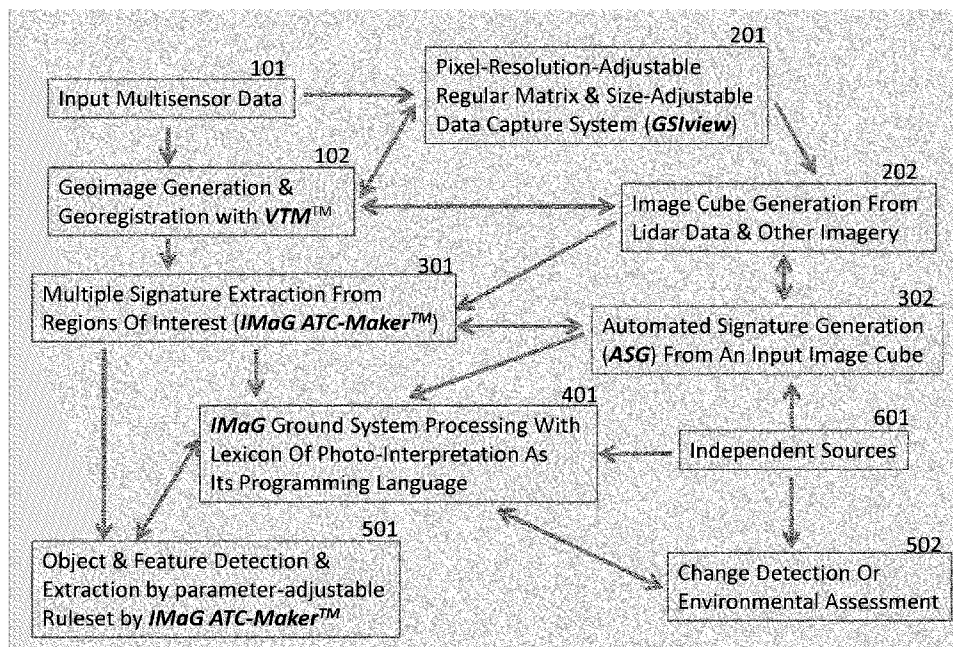 101
Input Multisensor Data
201
Pixel-Resolution-Adjustable
Regular Matrix & Size-Adjustable
Data Capture System (GSIview)
102
Geoimage Generation &
Georegistration with VTM™
202
Image Cube Generation From
Lidar Data & Other Imagery
301
Multiple Signature Extraction From
Regions Of Interest (IMaG ATC-Maker™)
302
Automated Signature Generation
(ASG) From An Input Image Cube
401
IMaG Ground System Processing With
Lexicon Of Photo-Interpretation As
Its Programming Language
601
Independent Sources
501
Object & Feature Detection &
Extraction by parameter-adjustable
Ruleset by IMaG ATC-Maker™
502
Change Detection Or
Environmental Assessment